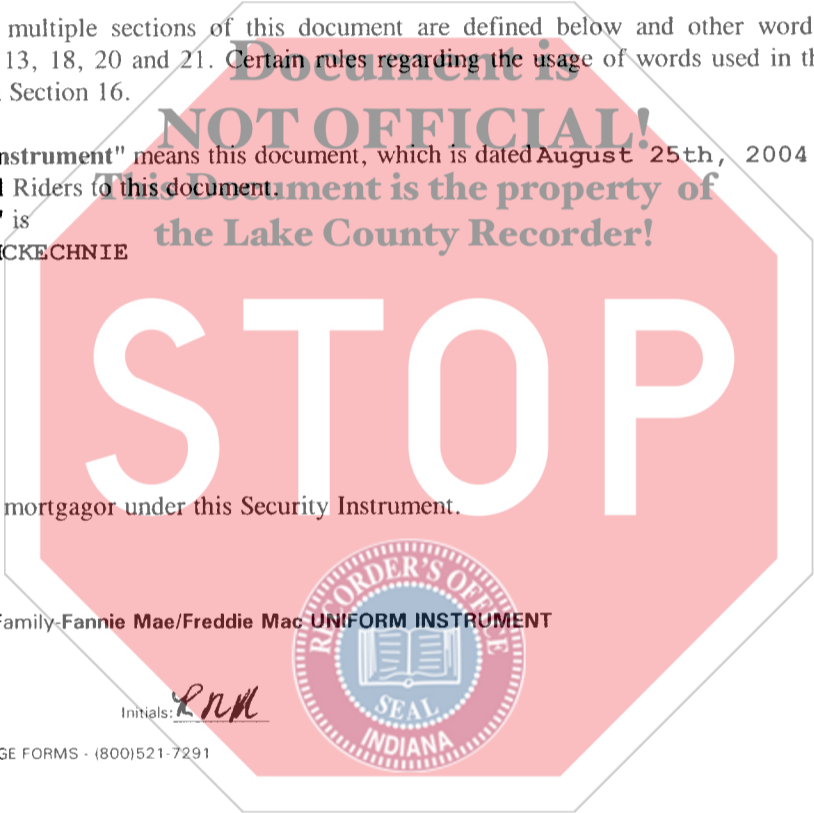 multiple sections of this document are defined below and other word
13, 18, 20 and 21. Certain rules regarding the usage of words used in th
Section 16.
Document is
NOT OFFICIAL!
nstrument" means this document, which is dated August 25th, 2004
Riders to this document.
This Document is the property of
" is
the Lake County Recorder!
CKECHNIE
STOP
mortgagor under this Security Instrument.
Family-Fannie Mae/Freddie Mac UNIFORM INSTRUMENT
RECORDER'S OFFICE
SEAL
INDIANA
Initials: RNM
GE FORMS - (800)521-7291